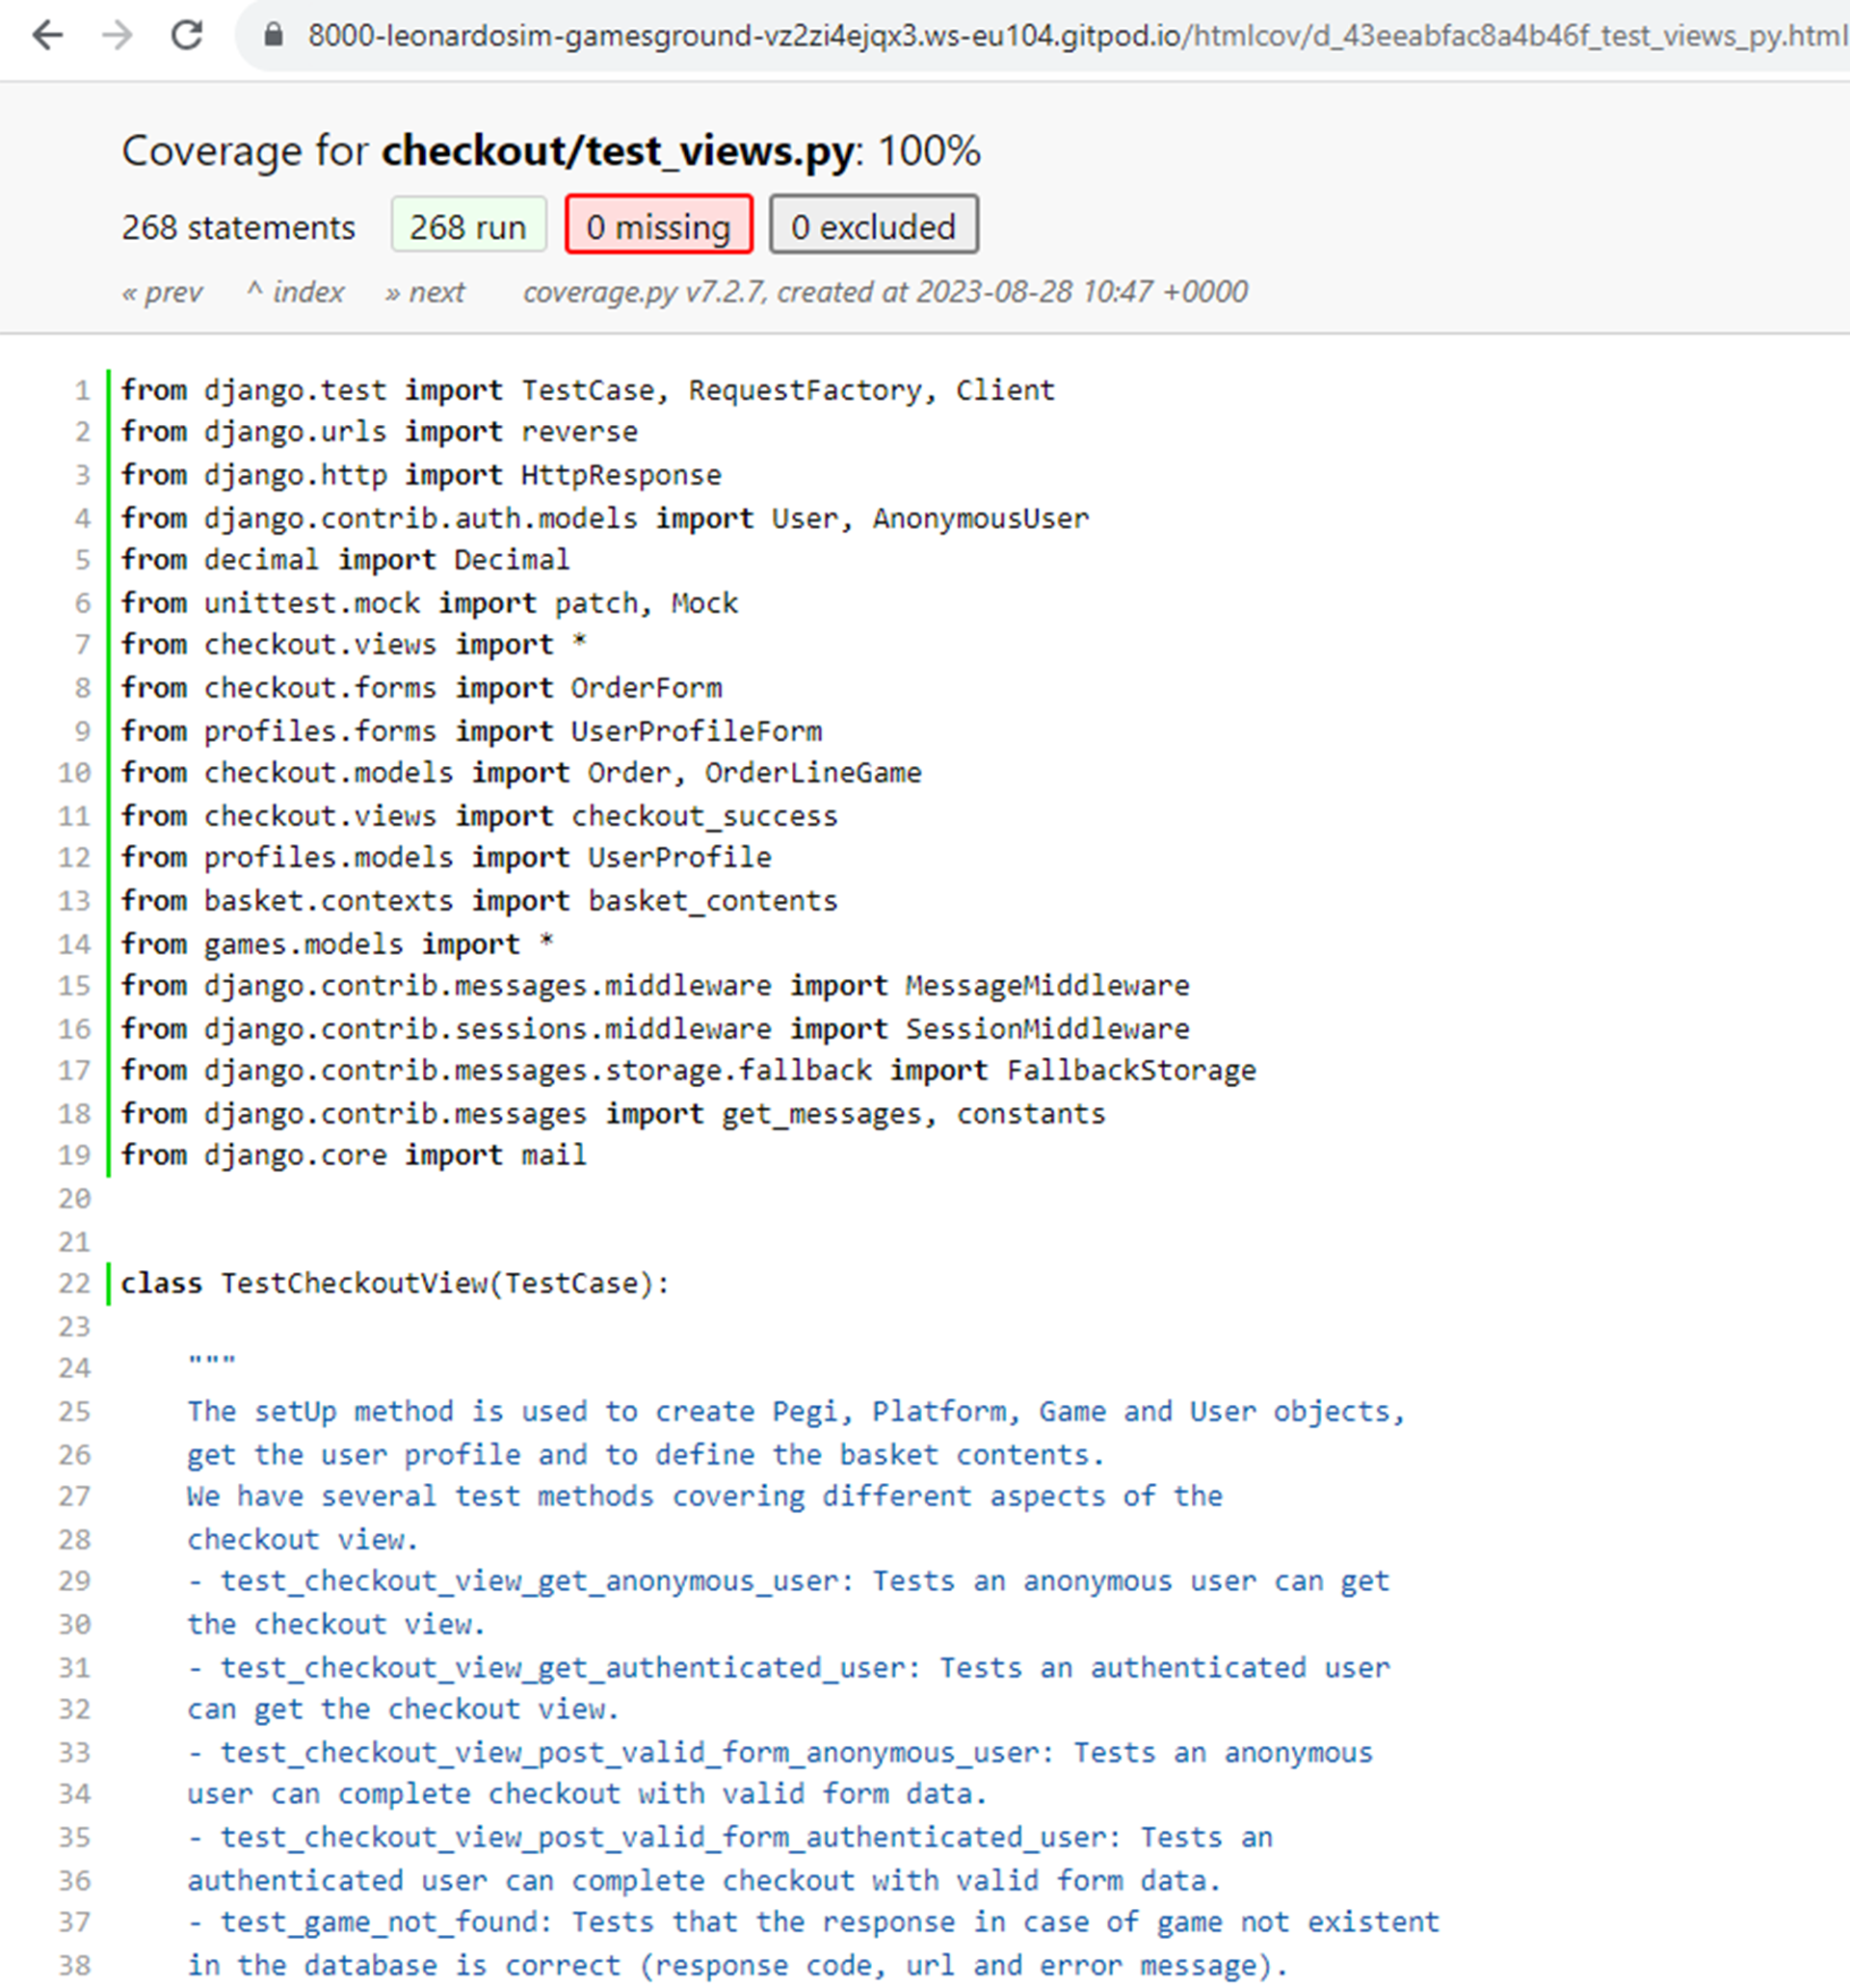 8000-leonardosim-gamesground-vz2zi4ejqx3.ws-eu104.gitpod.io/htmlcov/d_43eeabfac8a4b46f_test_views_py.html
Coverage for checkout/test_views.py: 100%
268 statements 268 run 0 missing 0 excluded
« prev ^ index » next coverage.py v7.2.7, created at 2023-08-28 10:47 +0000
1 from django.test import TestCase, RequestFactory, Client
2 from django.urls import reverse
3 from django.http import HttpResponse
4 from django.contrib.auth.models import User, AnonymousUser
5 from decimal import Decimal
6 from unittest.mock import patch, Mock
7 from checkout.views import *
8 from checkout.forms import OrderForm
9 from profiles.forms import UserProfileForm
10 from checkout.models import Order, OrderLineGame
11 from checkout.views import checkout_success
12 from profiles.models import UserProfile
13 from basket.contexts import basket_contents
14 from games.models import *
15 from django.contrib.messages.middleware import MessageMiddleware
16 from django.contrib.sessions.middleware import SessionMiddleware
17 from django.contrib.messages.storage.fallback import FallbackStorage
18 from django.contrib.messages import get_messages, constants
19 from django.core import mail
20
21
22 class TestCheckoutView(TestCase):
23
24 """
25 The setUp method is used to create Pegi, Platform, Game and User objects,
26 get the user profile and to define the basket contents.
27 We have several test methods covering different aspects of the
28 checkout view.
29 - test_checkout_view_get_anonymous_user: Tests an anonymous user can get
30 the checkout view.
31 - test_checkout_view_get_authenticated_user: Tests an authenticated user
32 can get the checkout view.
33 - test_checkout_view_post_valid_form_anonymous_user: Tests an anonymous
34 user can complete checkout with valid form data.
35 - test_checkout_view_post_valid_form_authenticated_user: Tests an
36 authenticated user can complete checkout with valid form data.
37 - test_game_not_found: Tests that the response in case of game not existent
38 in the database is correct (response code, url and error message).